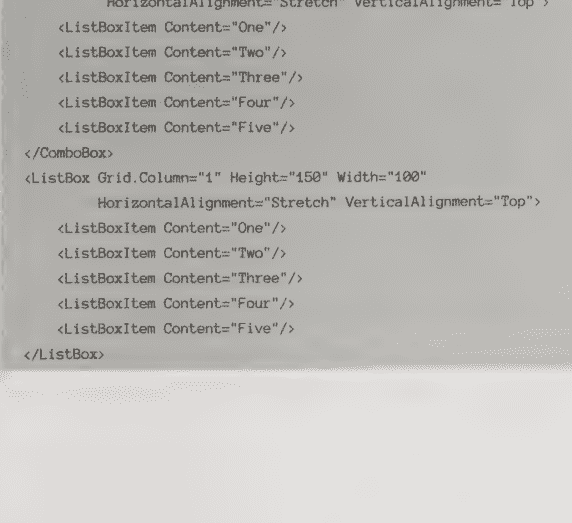 HorizontalAlignment="Stretch" VerticalAlignment="Top">
<ListBoxItem Content="One"/>
<ListBoxItem Content="Two"/>
<ListBoxItem Content="Three"/>
<ListBoxItem Content="Four"/>
<ListBoxItem Content="Five"/>
</ComboBox>
<ListBox Grid.Column="1" Height="150" Width="100"
HorizontalAlignment="Stretch" VerticalAlignment="Top">
<ListBoxItem Content="One"/>
<ListBoxItem Content="Two"/>
<ListBoxItem Content="Three"/>
<ListBoxItem Content="Four"/>
<ListBoxItem Content="Five"/>
</ListBox>